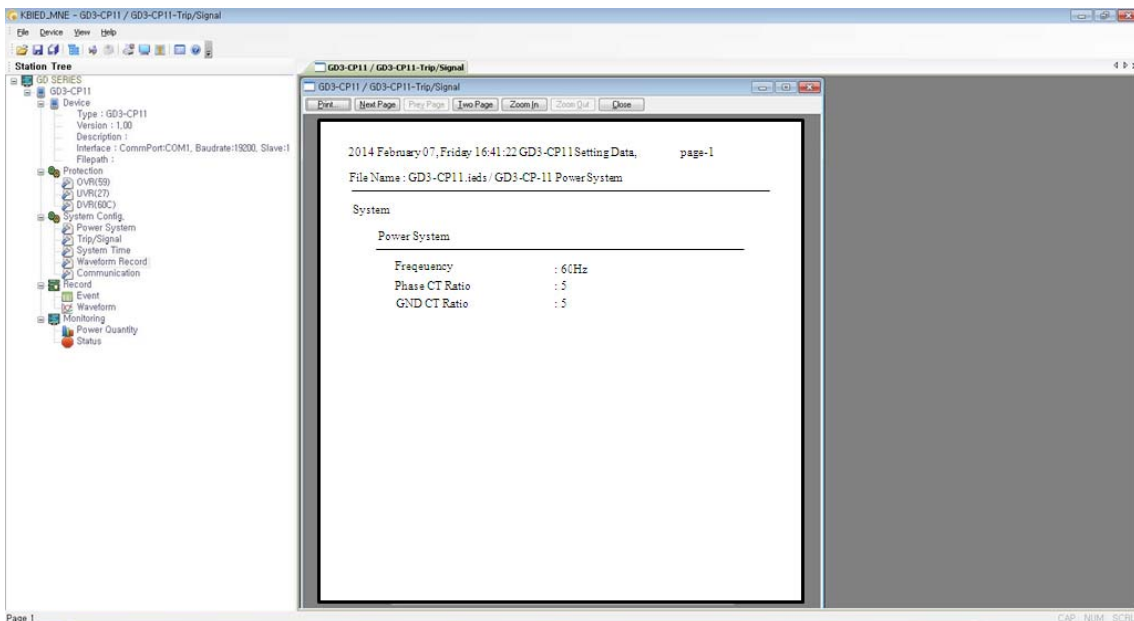 KBIED_MNE - GD3-CP11 / GD3-CP11-Trip/Signal
File Device View Help
Station Tree
GD SERIES
GD3-CP11
Device
Type : GD3-CP11
Version : 1,00
Description :
Interface : CommPort:COM1, Baudrate:19200, Slave:1
Filepath :
Protection
OVR(59)
UVR(27)
DVR(60C)
System Config.
Power System
Trip/Signal
System Time
Waveform Record
Communication
Record
Event
Waveform
Monitoring
Power Quantity
Status
GD3-CP11 / GD3-CP11-Trip/Signal
GD3-CP11 / GD3-CP11-Trip/Signal
Print... Next Page Prev Page Two Page Zoom In Zoom Out Close
2014 February 07, Friday 16:41:22 GD3-CP11 Setting Data, page-1
File Name : GD3-CP11.ieds / GD3-CP-11 Power System
System
Power System
Freqeuency : 60Hz
Phase CT Ratio : 5
GND CT Ratio : 5
Page 1
CAP NUM SCRL